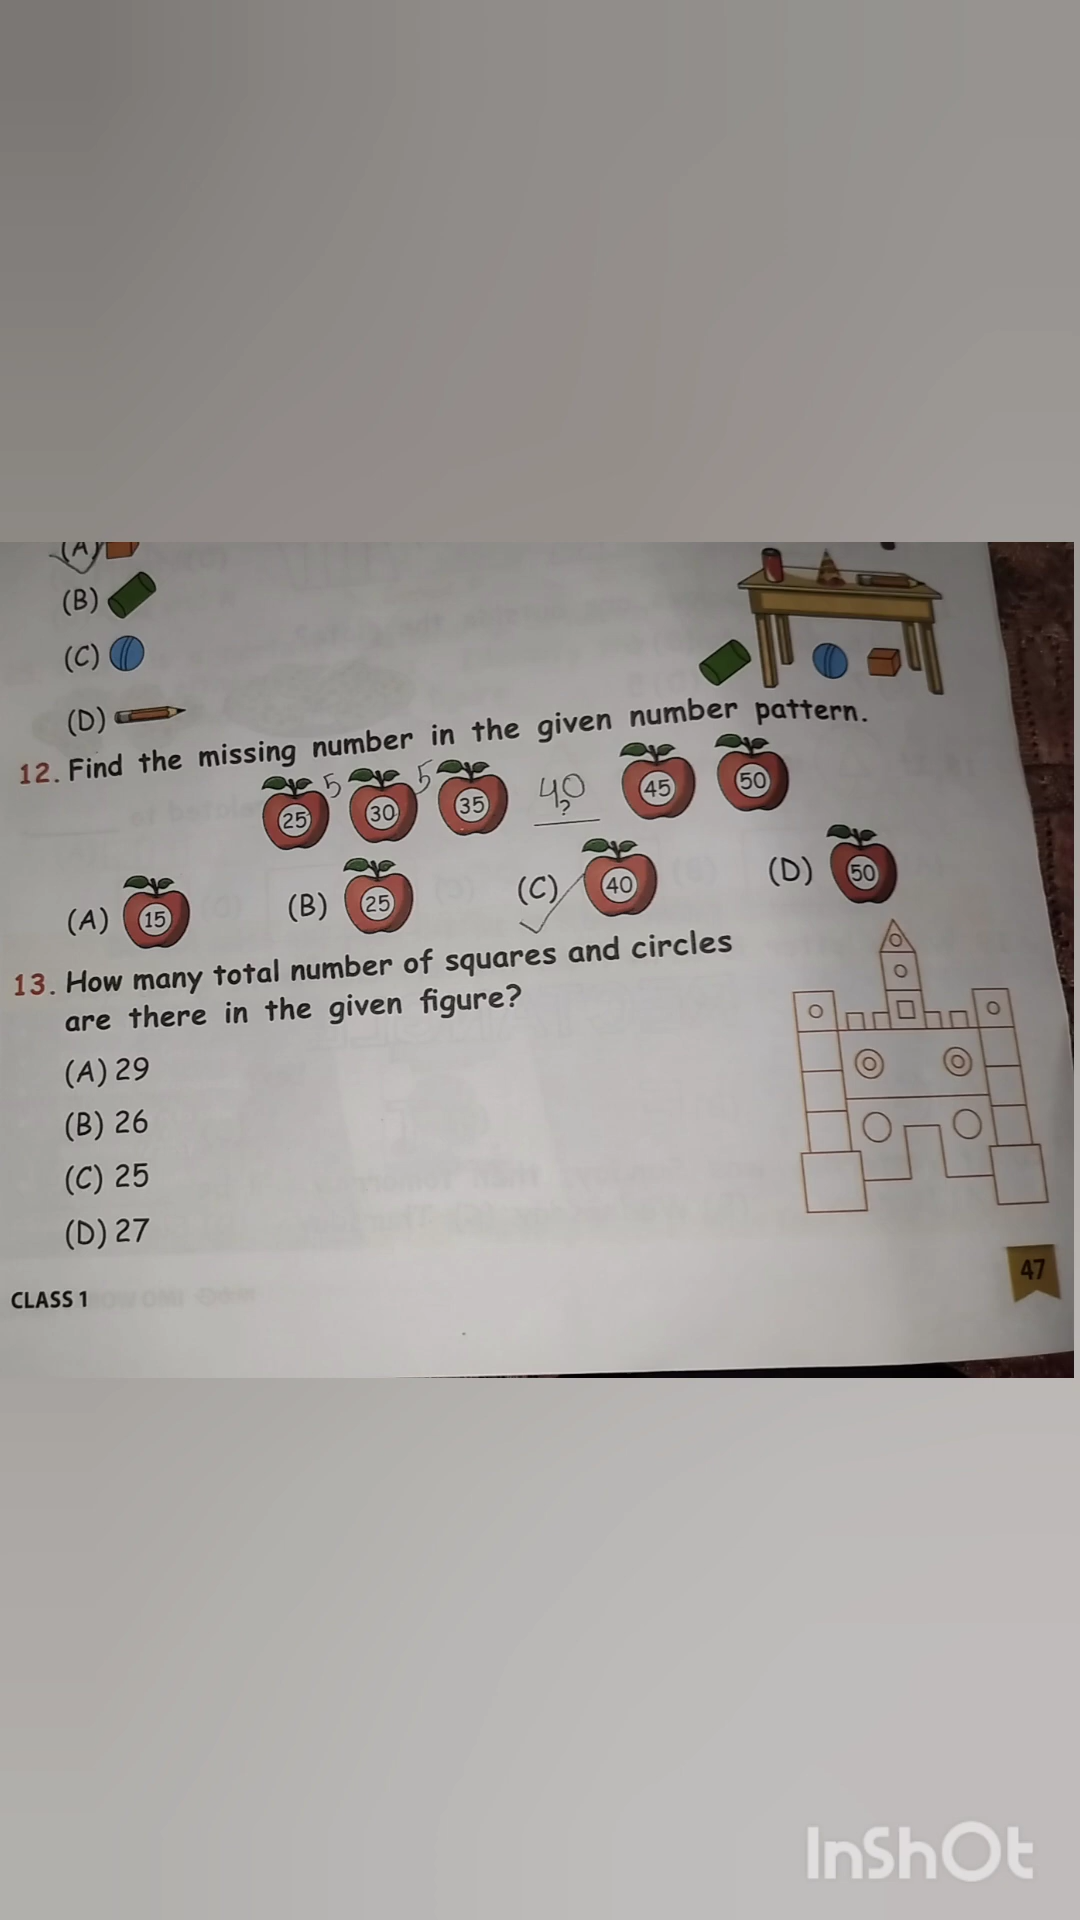 (A)
(B)
(C)
(D)
12. Find the missing number in the given number pattern.
25 5 30 5 35 40 ? 45 50
(A) 15 (B) 25 (C) 40 (D) 50
13. How many total number of squares and circles
are there in the given figure?
(A) 29
(B) 26
(C) 25
(D) 27
CLASS 1
47
InShOt